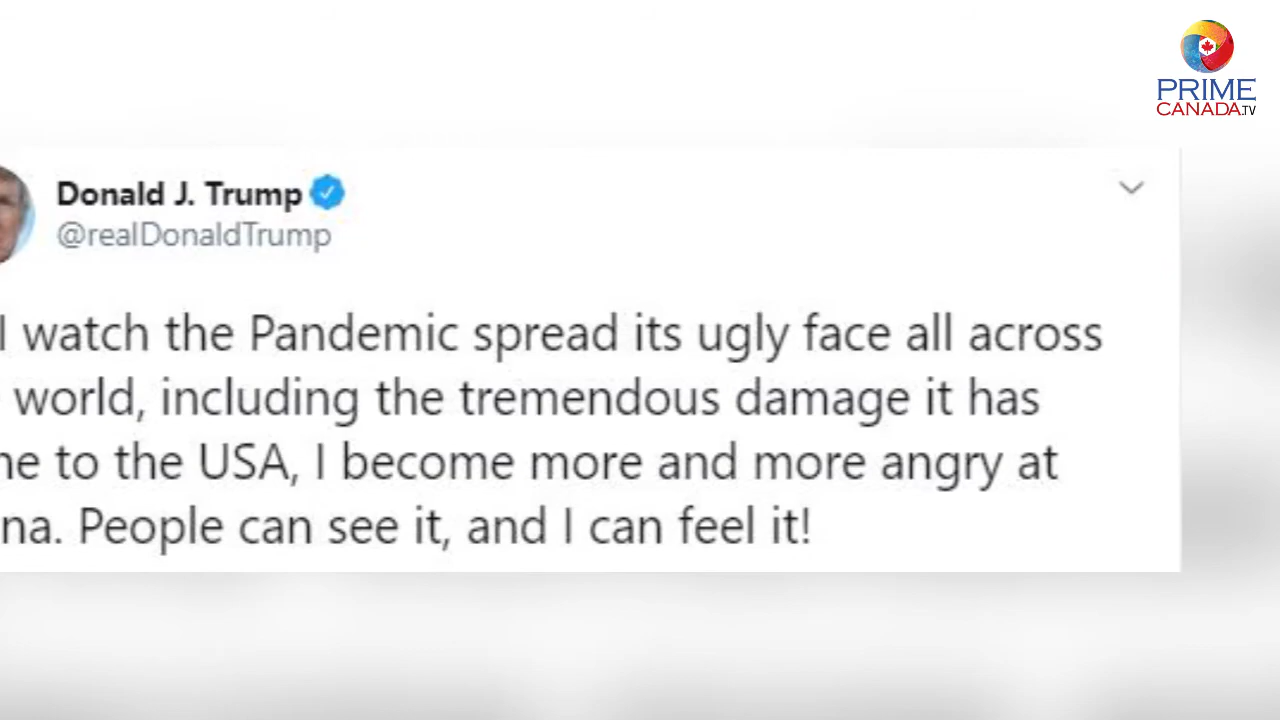 PRIME
CANADA.TV
Donald J. Trump
@realDonaldTrump
I watch the Pandemic spread its ugly face all across
world, including the tremendous damage it has
ne to the USA, I become more and more angry at
na. People can see it, and I can feel it!